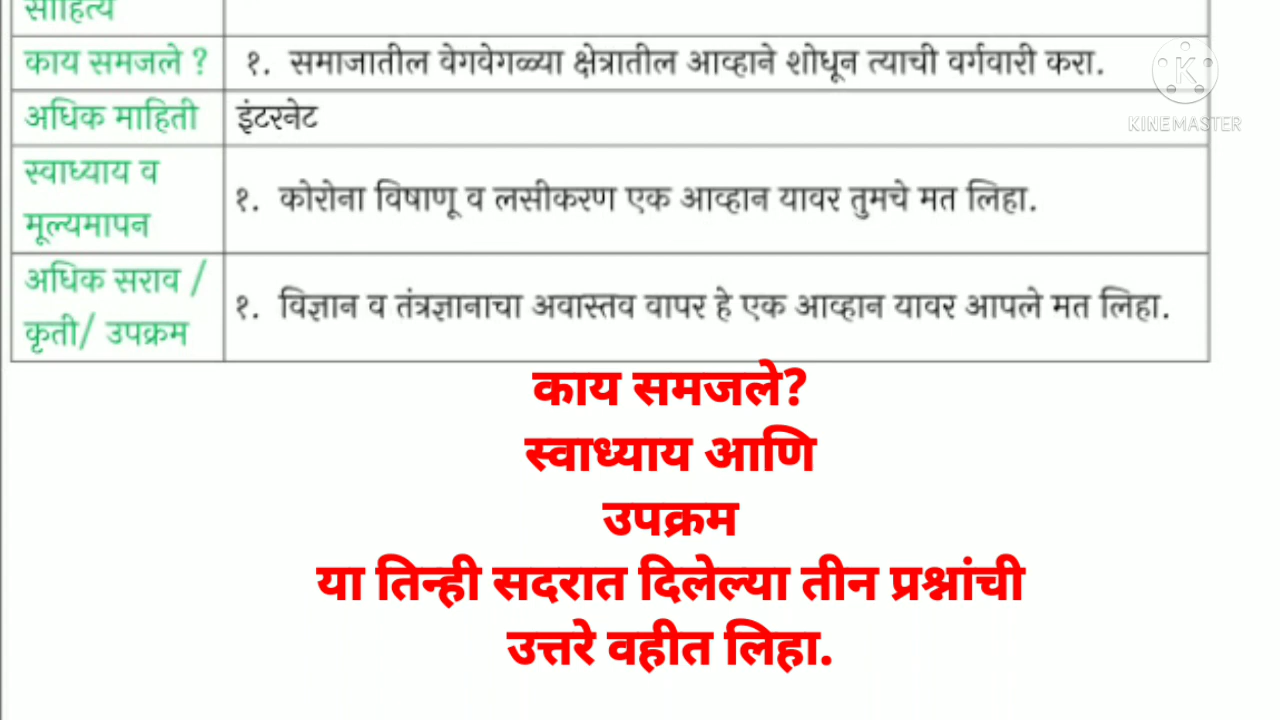 साहित्य
काय समजले ? १. समाजातील वेगवेगळ्या क्षेत्रातील आव्हाने शोधून त्याची वर्गवारी करा.
KINEMASTER
अधिक माहिती इंटरनेट
स्वाध्याय व
मूल्यमापन
१. कोरोना विषाणू व लसीकरण एक आव्हान यावर तुमचे मत लिहा.
अधिक सराव /
कृती/ उपक्रम
१. विज्ञान व तंत्रज्ञानाचा अवास्तव वापर हे एक आव्हान यावर आपले मत लिहा.
काय समजले?
स्वाध्याय आणि
उपक्रम
या तिन्ही सदरात दिलेल्या तीन प्रश्नांची
उत्तरे वहीत लिहा.